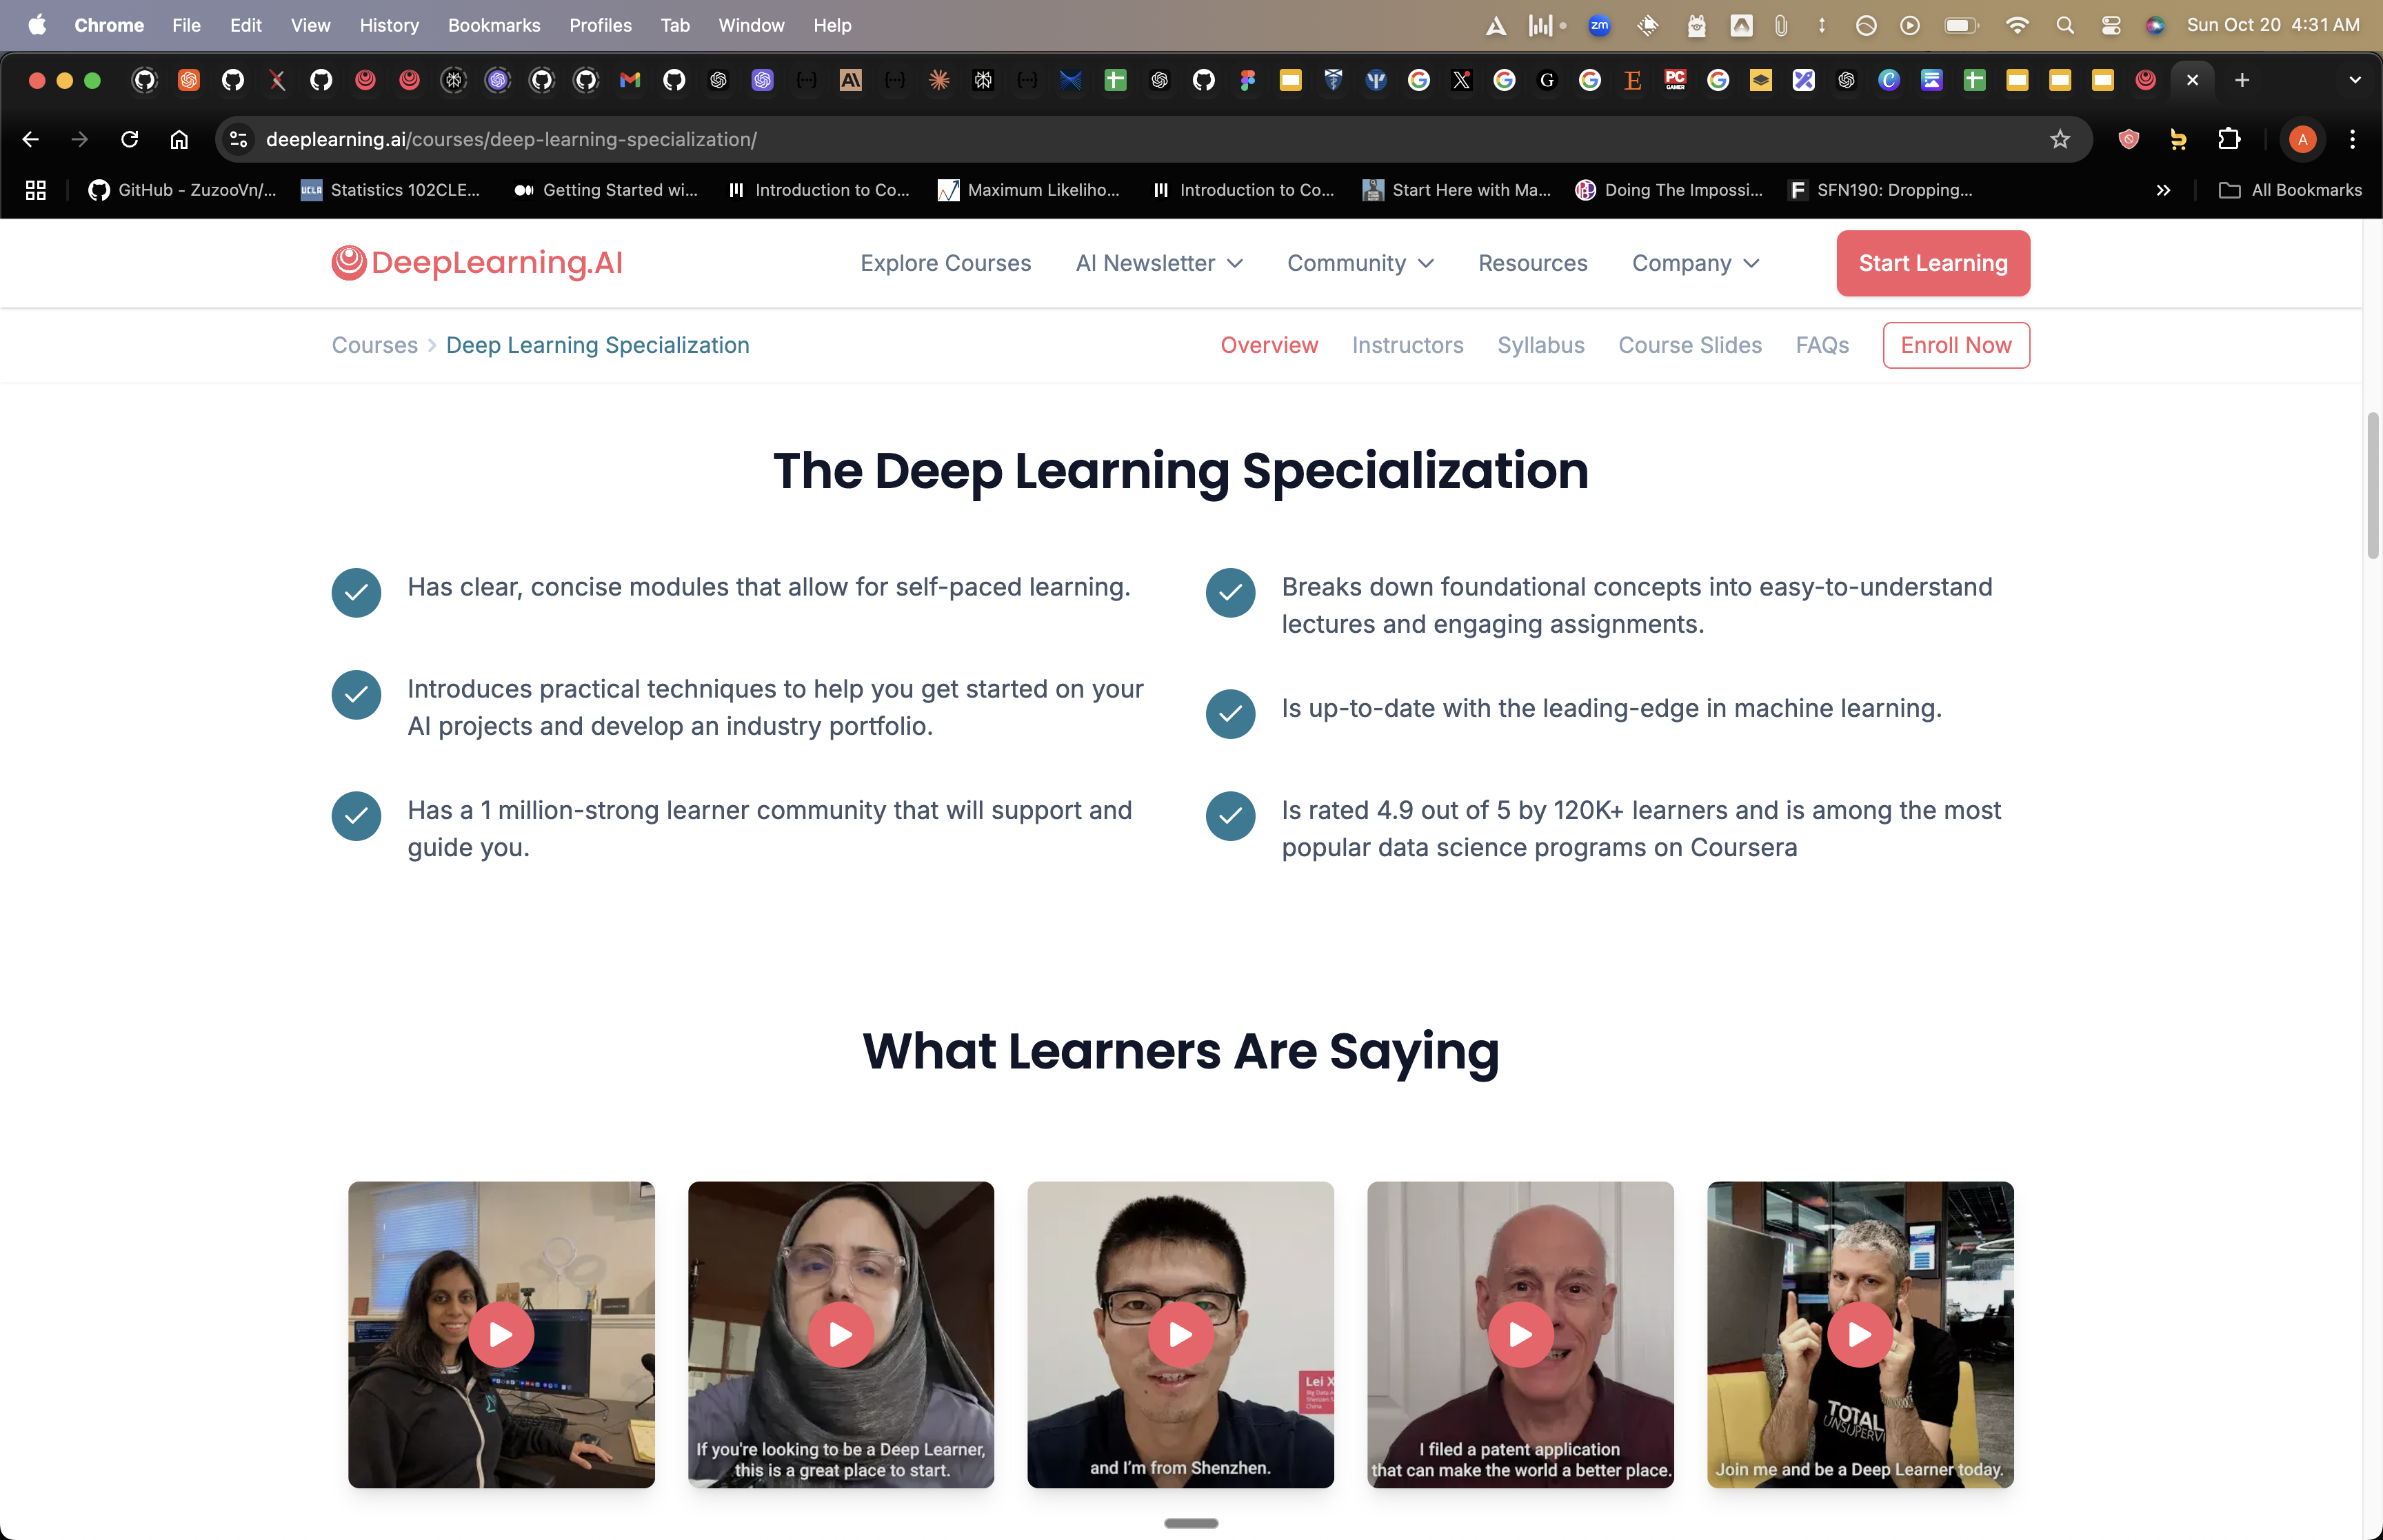 Chrome File Edit View History Bookmarks Profiles Tab Window Help zm Sun Oct 20 4:31 AM
deeplearning.ai/courses/deep-learning-specialization/
GitHub - ZuzooVn/... Statistics 102CLE... Getting Started wi... Introduction to Co... Maximum Likeliho... Introduction to Co... Start Here with Ma... Doing The Impossi... SFN190: Dropping... All Bookmarks
DeepLearning.AI Explore Courses AI Newsletter Community Resources Company Start Learning
Courses Deep Learning Specialization Overview Instructors Syllabus Course Slides FAQs Enroll Now
The Deep Learning Specialization
Has clear, concise modules that allow for self-paced learning.
Breaks down foundational concepts into easy-to-understand
lectures and engaging assignments.
Introduces practical techniques to help you get started on your
AI projects and develop an industry portfolio.
Is up-to-date with the leading-edge in machine learning.
Has a 1 million-strong learner community that will support and
guide you.
Is rated 4.9 out of 5 by 120K+ learners and is among the most
popular data science programs on Coursera
What Learners Are Saying
If you're looking to be a Deep Learner,
this is a great place to start.
Lei X
and I'm from Shenzhen.
I filed a patent application
that can make the world a better place.
TOTAL
Join me and be a Deep Learner today.